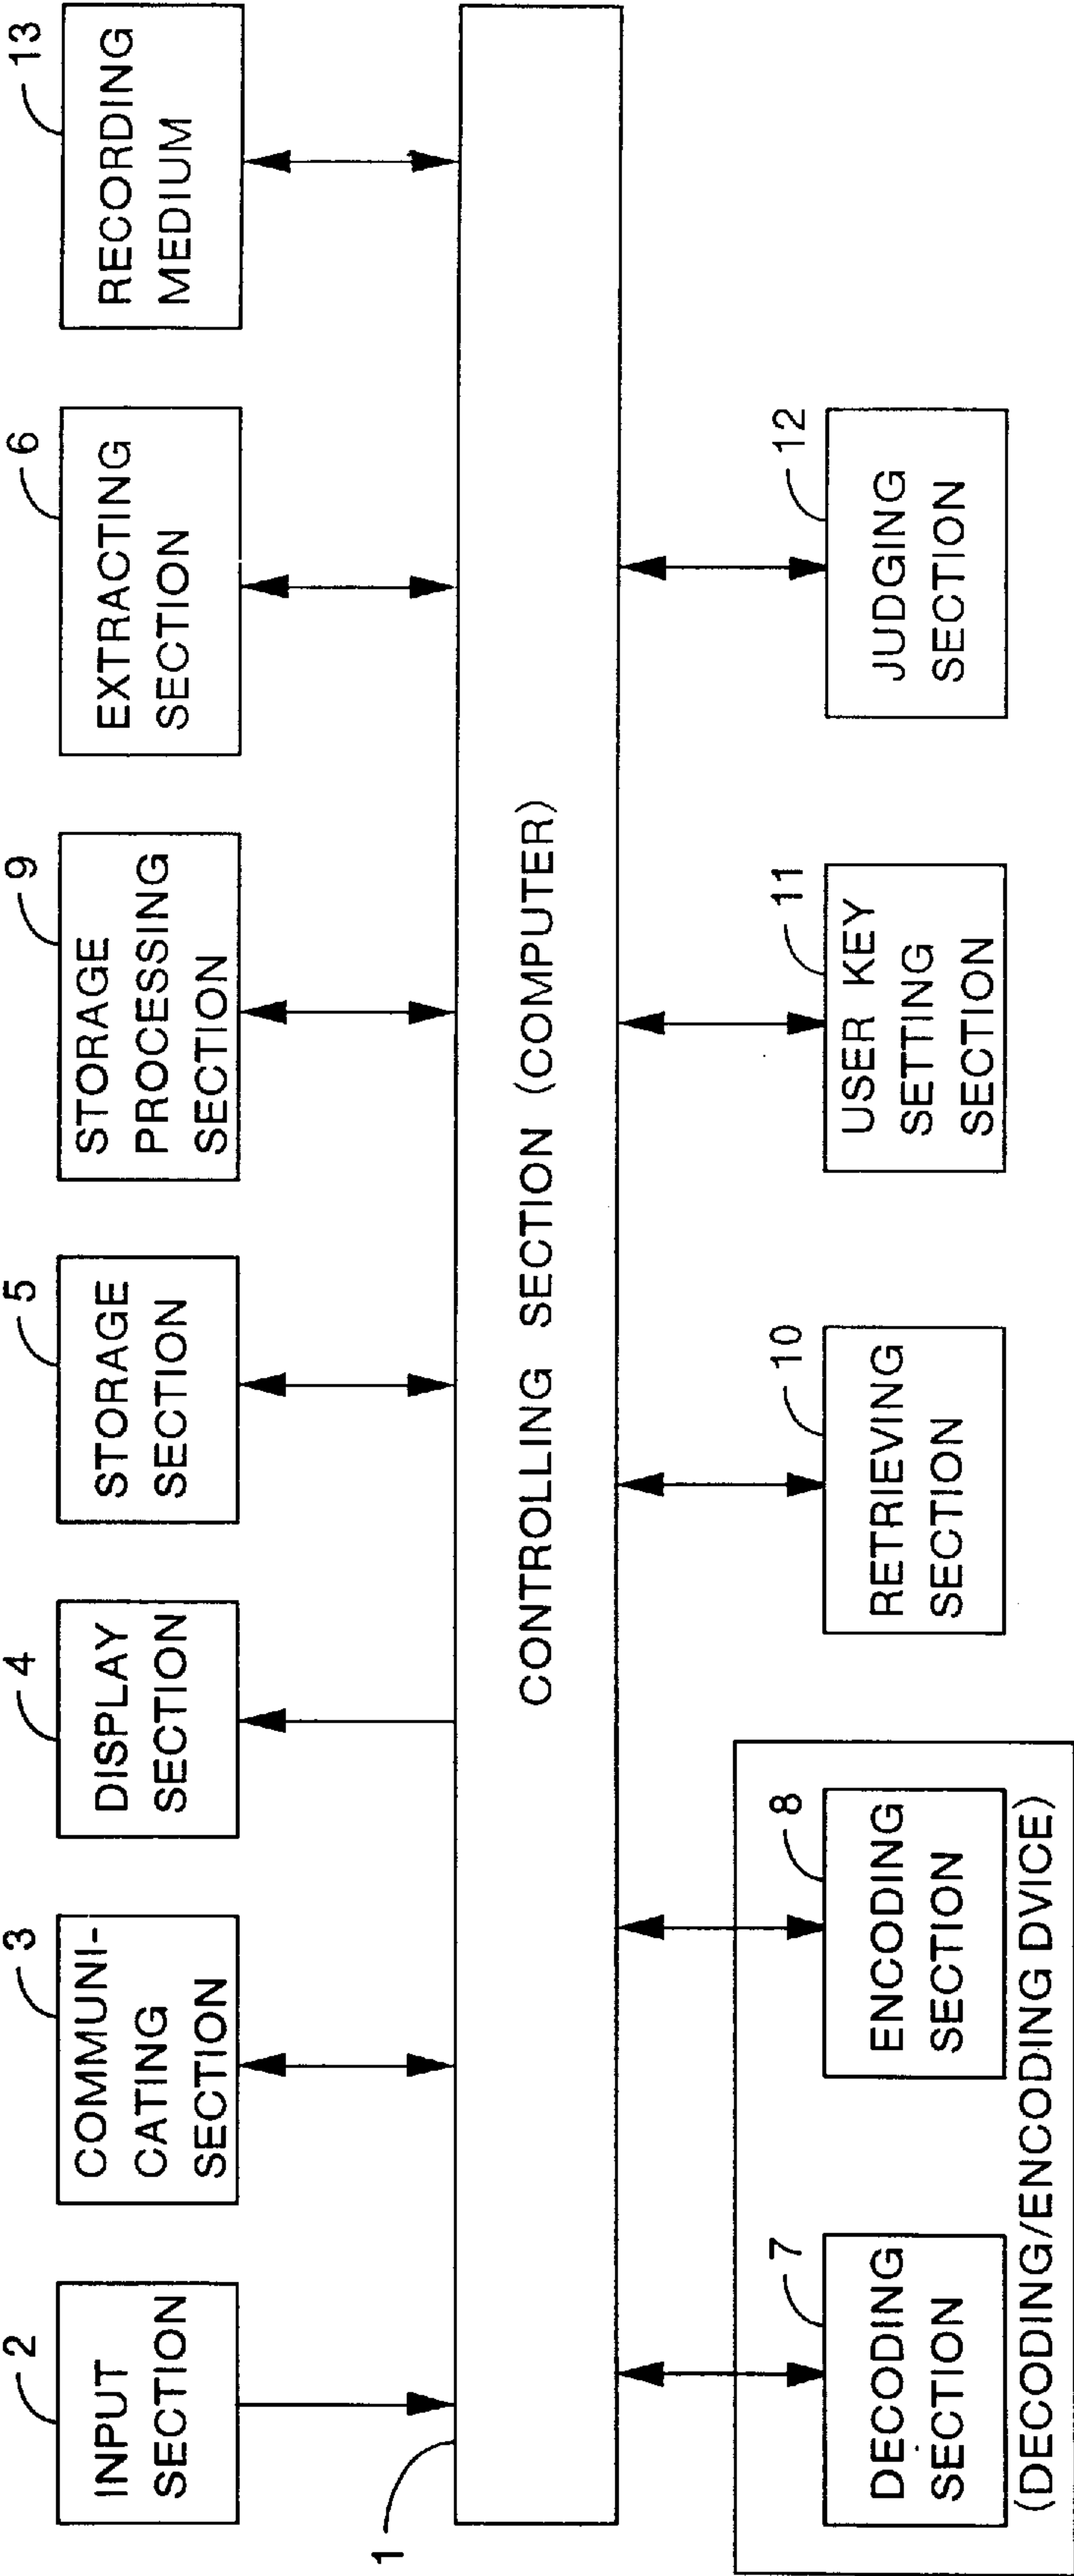 2
INPUT
SECTION
3
COMMUNI-
CATING
SECTION
4
DISPLAY
SECTION
5
STORAGE
SECTION
9
STORAGE
PROCESSING
SECTION
6
EXTRACTING
SECTION
13
RECORDING
MEDIUM
1
CONTROLLING SECTION (COMPUTER)
7
DECODING
SECTION
8
ENCODING
SECTION
(DECODING/ENCODING DVICE)
10
RETRIEVING
SECTION
11
USER KEY
SETTING
SECTION
12
JUDGING
SECTION